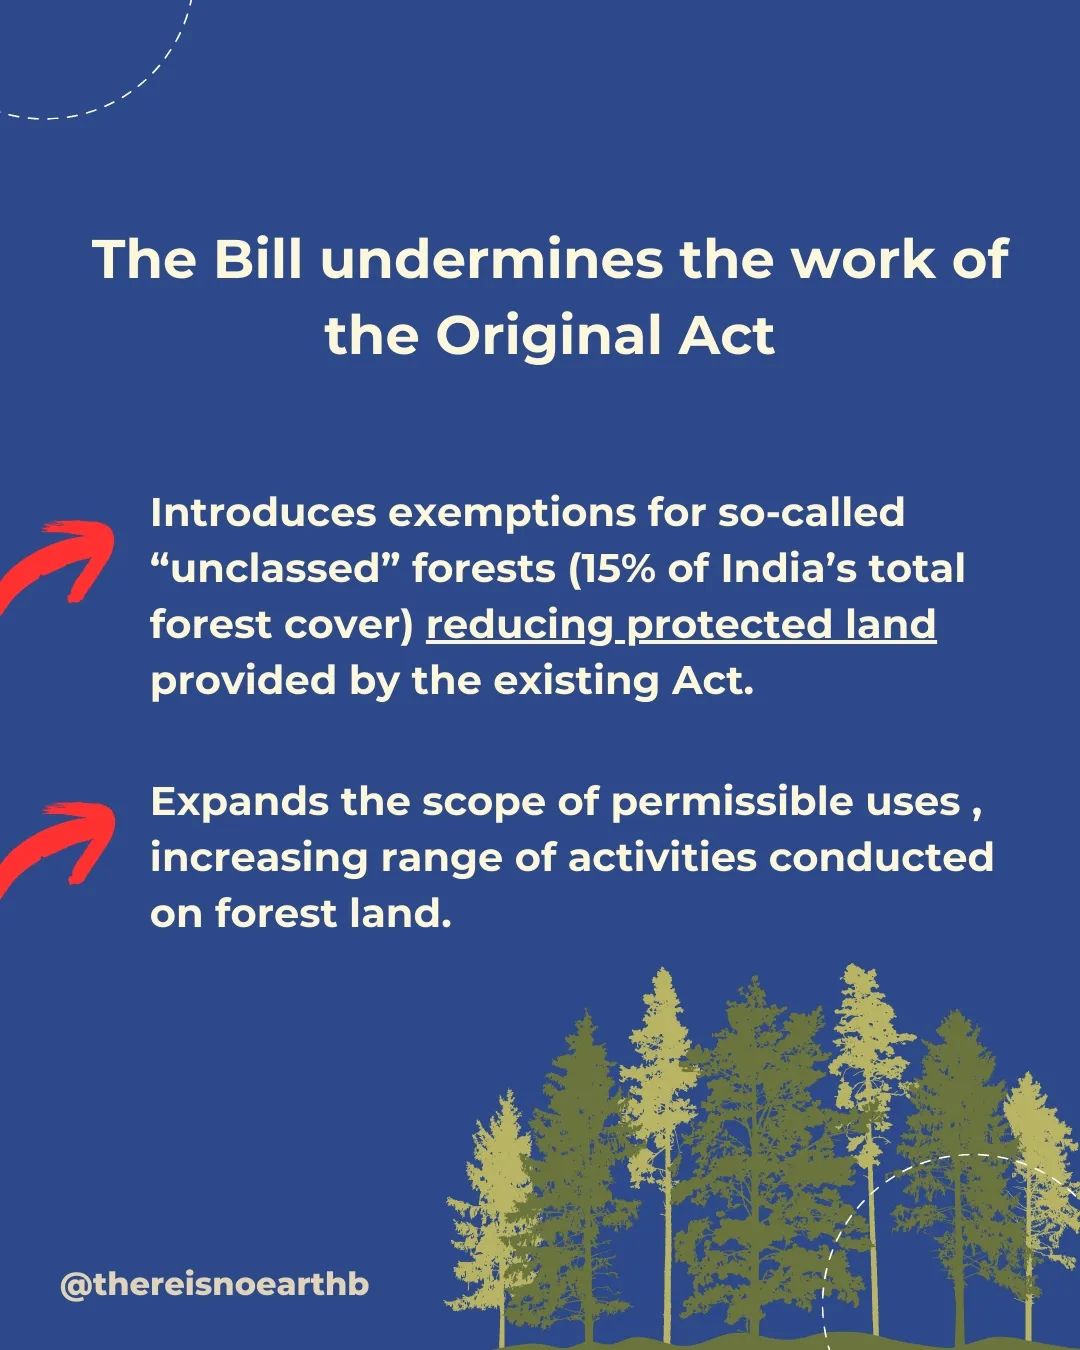 The Bill undermines the work of
the Original Act
Introduces exemptions for so-called
“unclassed” forests (15% of India’s total
forest cover) reducing protected land
provided by the existing Act.
Expands the scope of permissible uses ,
increasing range of activities conducted
on forest land.
@thereisnoearthb